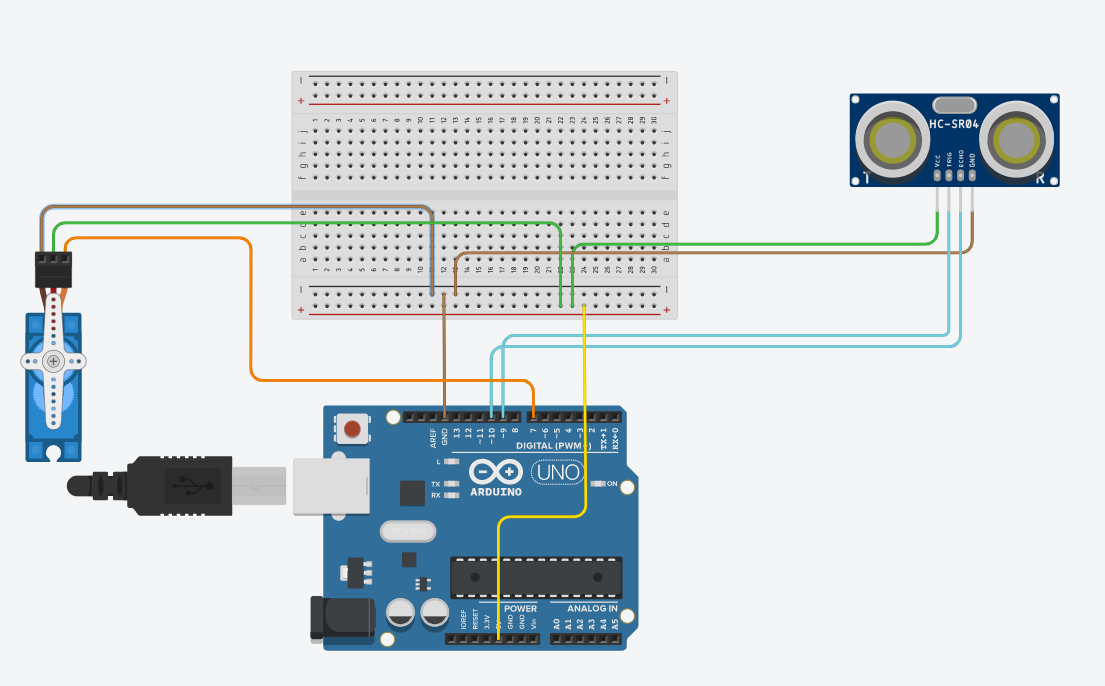 − −
+ +
1 2 3 4 5 6 7 8 9 10 11 12 13 14 15 16 17 18 19 20 21 22 23 24 25 26 27 28 29 30
j j
i i
h h
g g
f f
e e
d d
c c
b b
a a
1 2 3 4 5 6 7 8 9 10 11 12 13 14 15 16 17 18 19 20 21 22 23 24 25 26 27 28 29 30
− −
+ +
HC-SR04
VCC TRIG ECHO GND
T R
AREF GND 13 12 ~11 ~10 ~9 8 7 ~6 ~5 4 ~3 2 TX→1 RX←0
DIGITAL (PWM~)
L
TX
RX
ARDUINO
UNO
ON
POWER
ANALOG IN
IOREF RESET 3.3V GND GND Vin A0 A1 A2 A3 A4 A5